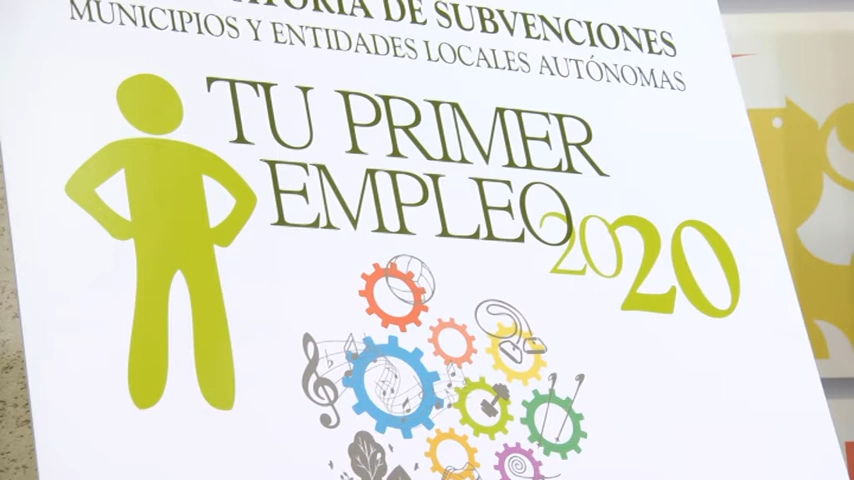 DE SUBVENCIONES
MUNICIPIOS Y ENTIDADES LOCALES AUTÓNOMAS
TU PRIMER
EMPLEO
2020